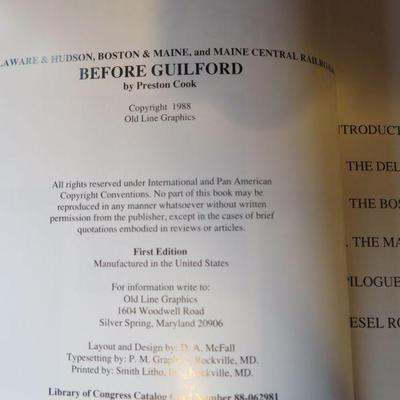 LAWARE & HUDSON, BOSTON & MAINE, and MAINE CENTRAL
BEFORE GUILFORD
by Preston Cook
Copyright 1988
Old Line Graphics
All rights reserved under International and Pan American
Copyright Conventions. No part of this book may be
reproduced in any manner whatsoever without written
permission from the publisher, except in the cases of brief
quotations embodied in reviews or articles.
First Edition
Manufactured in the United States
For information write to:
Old Line Graphics
1604 Woodwell Road
Silver Spring, Maryland 20906
Layout and Design by: D. A. McFall
Typesetting by: P. M. Rockville, MD.
Printed by: Smith Litho, Rockville, MD.
Library of Congress Catalog Number 88-062981
NTRODUCT
THE DEL
THE BOS
. THE MA
PILOGUE
ESEL RO